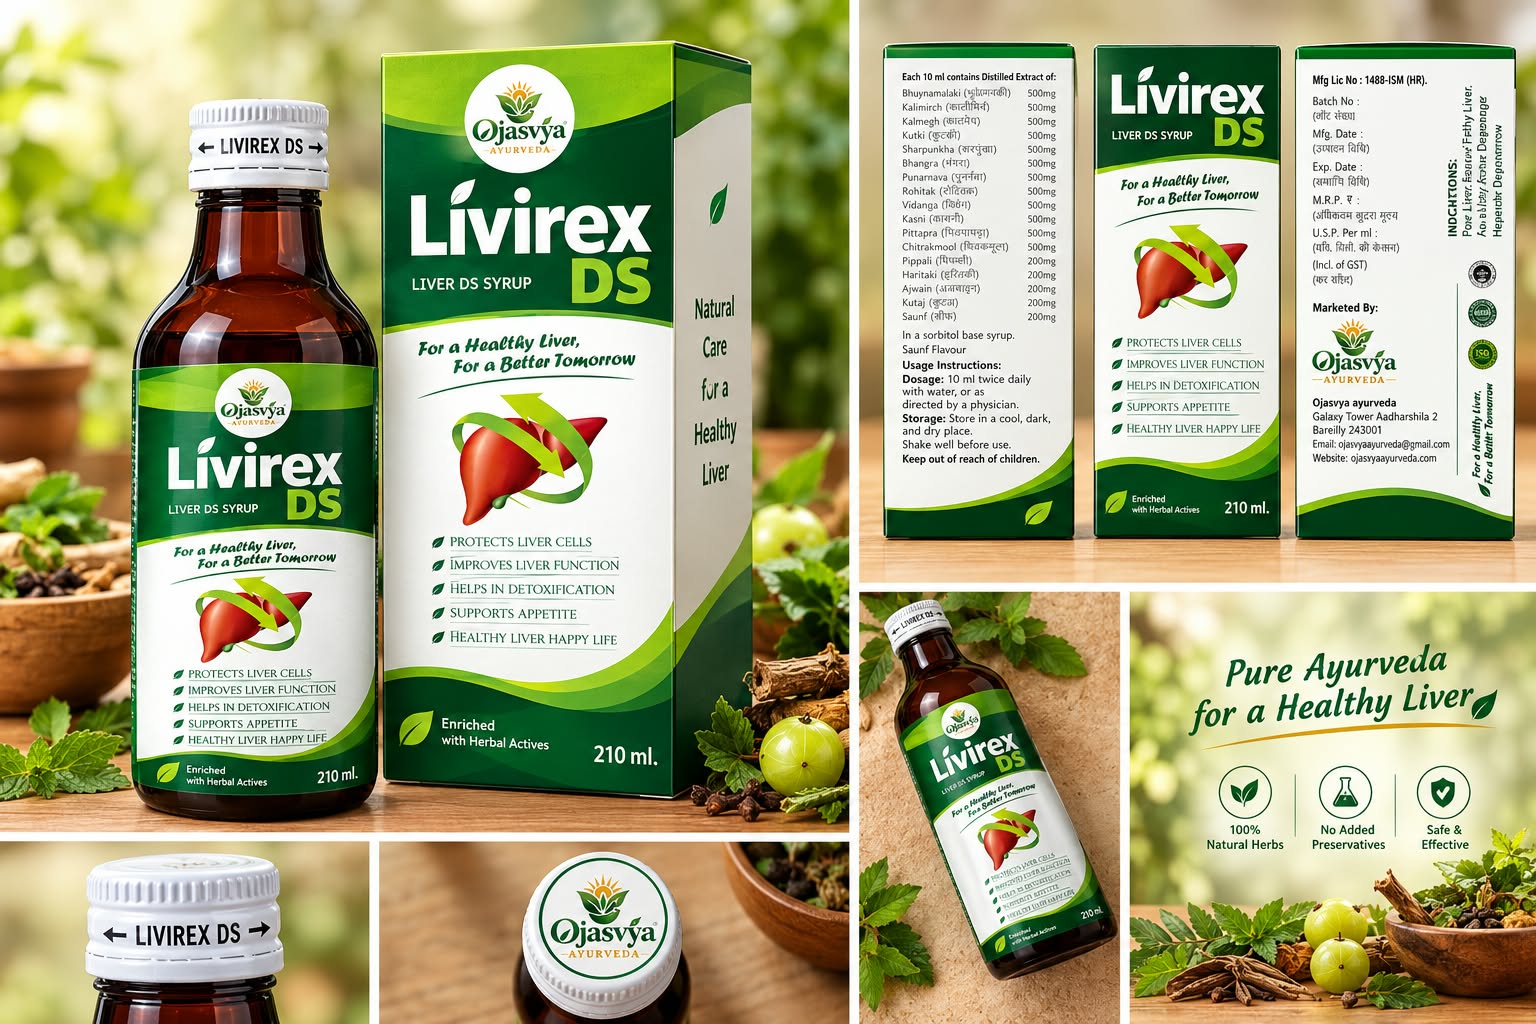 ← LIVIREX DS →
Ojasvya
AYURVEDA
Livirex
DS
LIVER DS SYRUP
For a Healthy Liver,
For a Better Tomorrow
PROTECTS LIVER CELLS
IMPROVES LIVER FUNCTION
HELPS IN DETOXIFICATION
SUPPORTS APPETITE
HEALTHY LIVER HAPPY LIFE
Enriched
with Herbal Actives
210 ml.
Ojasvya
AYURVEDA
Livirex
DS
LIVER DS SYRUP
For a Healthy Liver,
For a Better Tomorrow
PROTECTS LIVER CELLS
IMPROVES LIVER FUNCTION
HELPS IN DETOXIFICATION
SUPPORTS APPETITE
HEALTHY LIVER HAPPY LIFE
Enriched
with Herbal Actives
210 ml.
Natural
Care
for a
Healthy
Liver
Each 10 ml contains Distilled Extract of:
Bhuynamalaki 500mg
Kalimirch 500mg
Kalmegh 500mg
Kutki 500mg
Sharpunkha 500mg
Bhangra 500mg
Punarnava 500mg
Rohitak 500mg
Vidanga 500mg
Kasni 500mg
Pittapra 500mg
Chitrakmool 500mg
Pippali 200mg
Haritaki 200mg
Ajwain 200mg
Kutaj 200mg
Saunf 200mg
In a sorbitol base syrup.
Saunf Flavour
Usage Instructions:
Dosage: 10 ml twice daily
with water, or as
directed by a physician.
Storage: Store in a cool, dark,
and dry place.
Shake well before use.
Keep out of reach of children.
Livirex
DS
LIVER DS SYRUP
For a Healthy Liver,
For a Better Tomorrow
PROTECTS LIVER CELLS
IMPROVES LIVER FUNCTION
HELPS IN DETOXIFICATION
SUPPORTS APPETITE
HEALTHY LIVER HAPPY LIFE
Enriched
with Herbal Actives
210 ml.
Mfg Lic No : 1488-ISM (HR).
Batch No :
Mfg. Date :
Exp. Date :
M.R.P. ₹ :
U.S.P. Per ml :
(Incl. of GST)
Marketed By:
Ojasvya
AYURVEDA
Ojasvya ayurveda
Galaxy Tower Aadharshila 2
Bareilly 243001
Email: ojasvyaayurveda@gmail.com
Website: ojasvyaayurveda.com
ISO
For a Healthy Liver,
For a Better Tomorrow
← LIVIREX DS →
Ojasvya
AYURVEDA
LIVIREX DS →
Ojasvya
AYURVEDA
Livirex
DS
LIVER DS SYRUP
For a Healthy Liver,
For a Better Tomorrow
210 ml.
Pure Ayurveda
for a Healthy Liver
100%
Natural Herbs
No Added
Preservatives
Safe &
Effective